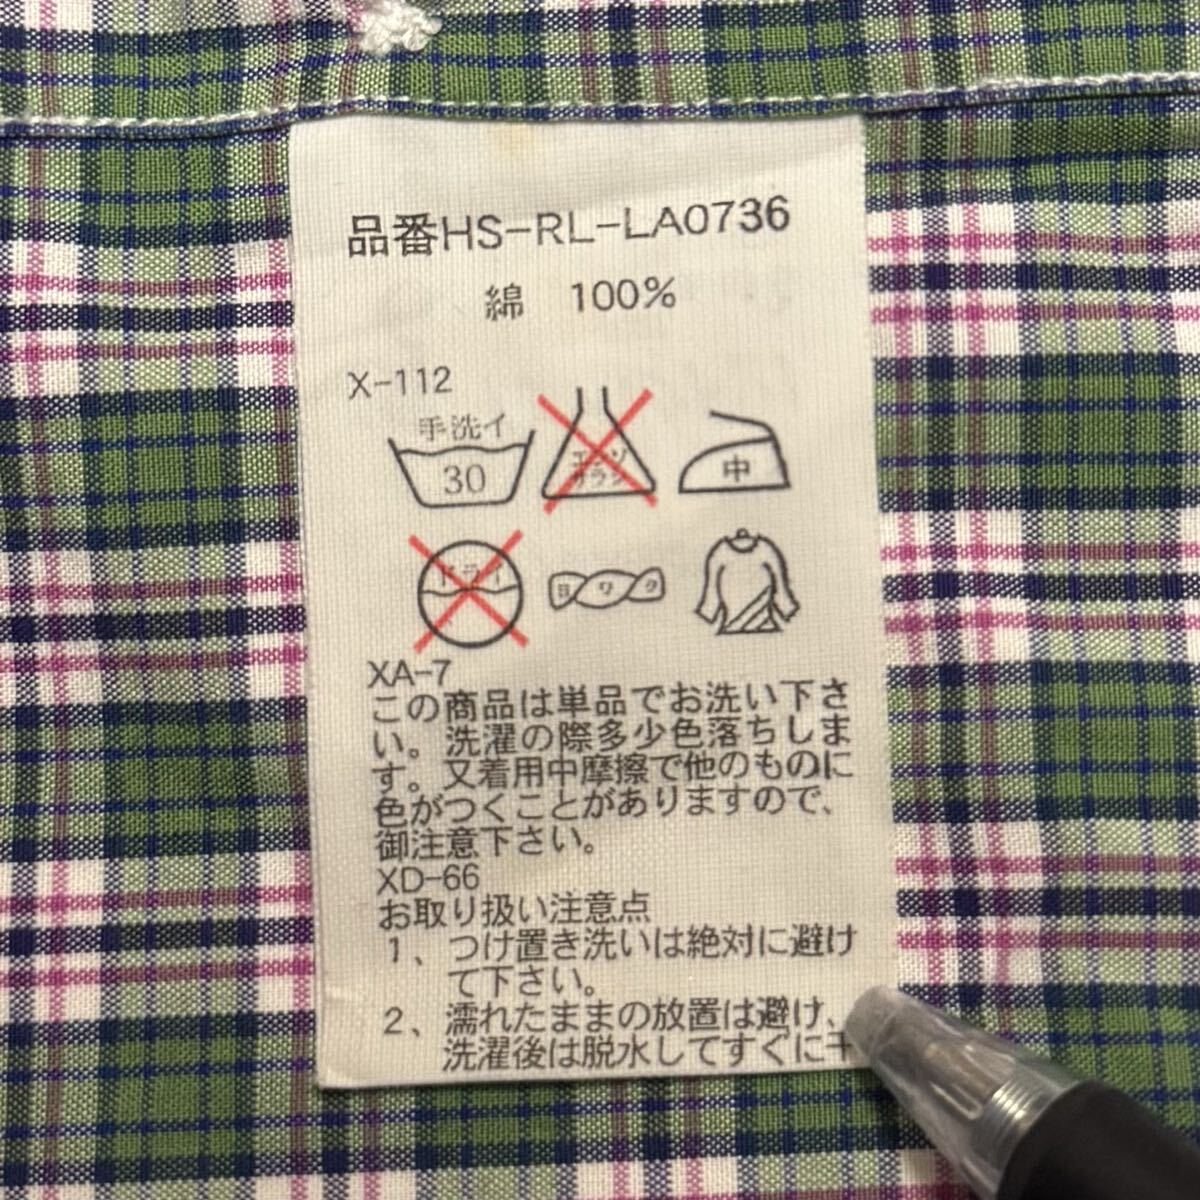 品番HS-RL-LA0736
綿 100%
X-112
手洗イ
30
エンソ
サラシ
中
ドライ
ヨワク
XA-7
この商品は単品でお洗い下さ
い。洗濯の際多少色落ちしま
す。又着用中摩擦で他のものに
色がつくことがありますので、
御注意下さい。
XD-66
お取り扱い注意点
1、つけ置き洗いは絶対に避け
て下さい。
2、濡れたままの放置は避け、
洗濯後は脱水してすぐに干